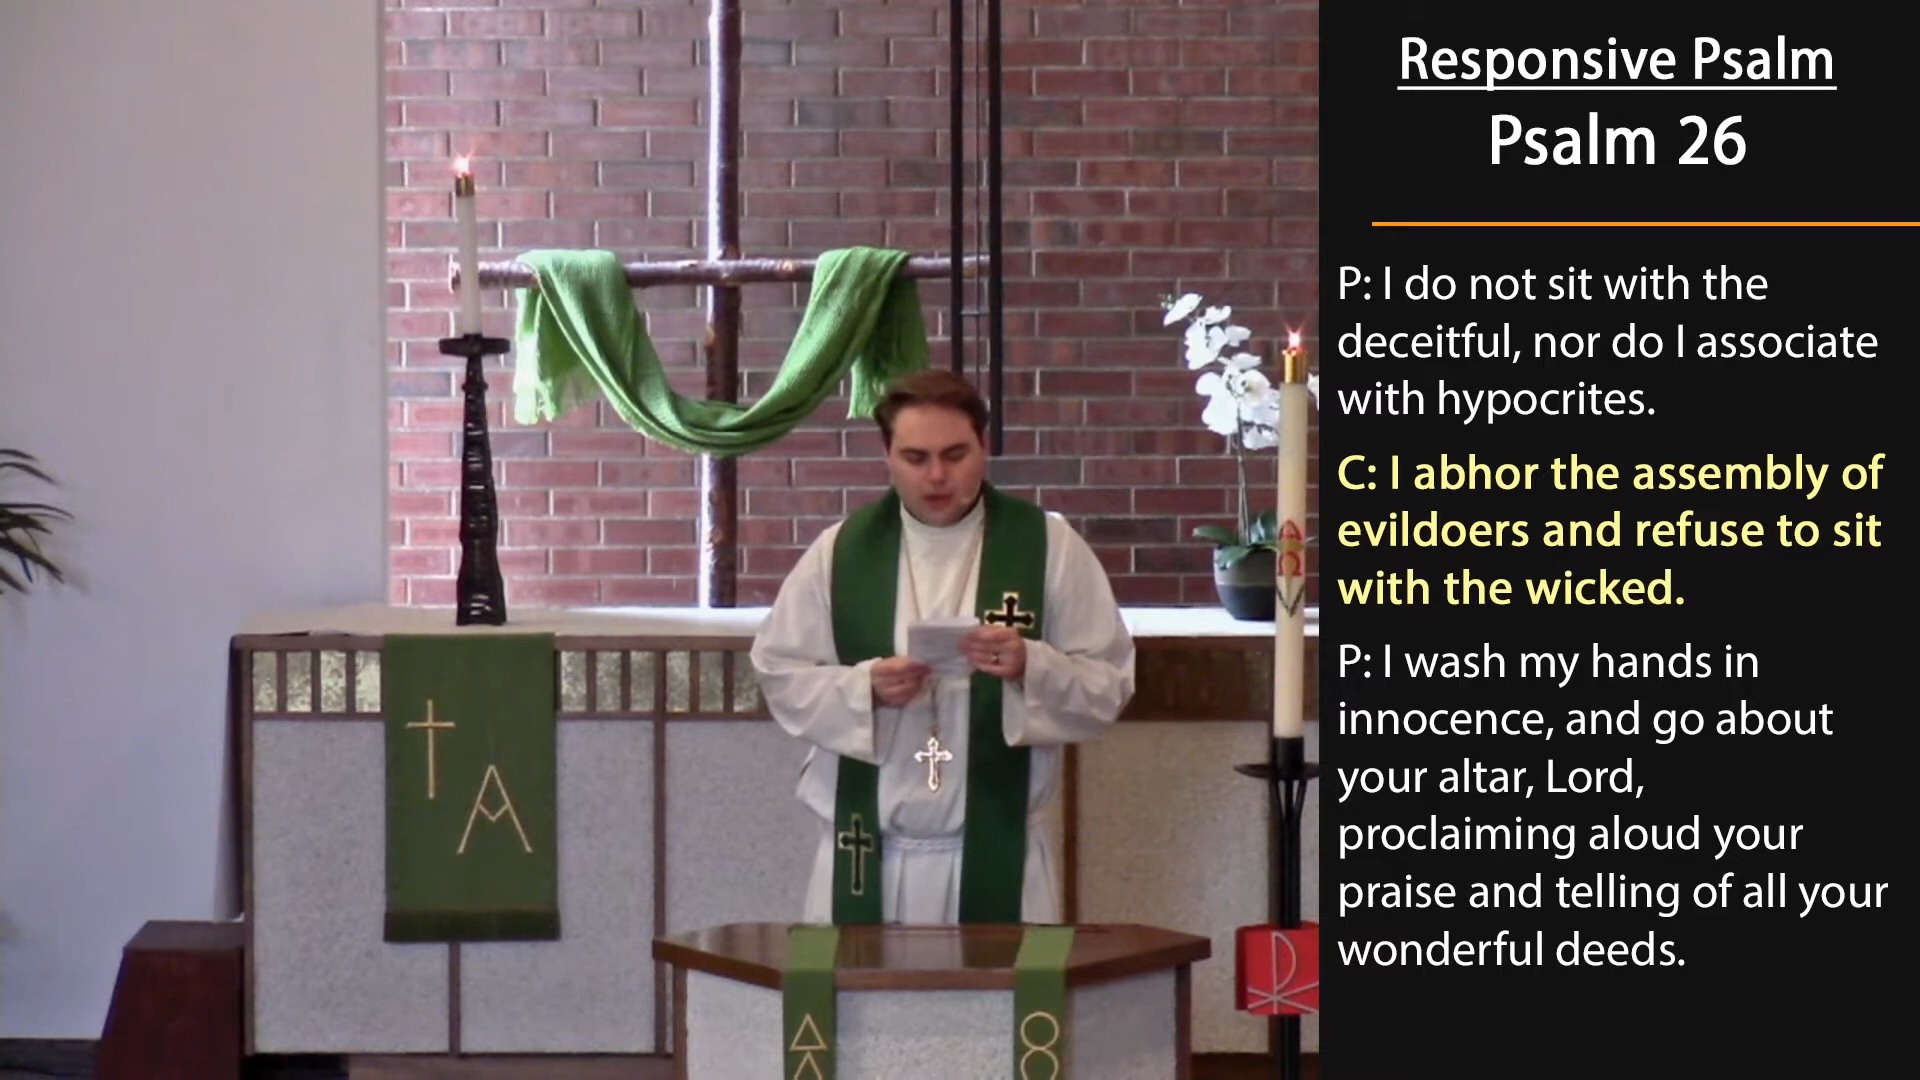 Responsive Psalm
Psalm 26
P: I do not sit with the
deceitful, nor do I associate
with hypocrites.
C: I abhor the assembly of
evildoers and refuse to sit
with the wicked.
P: I wash my hands in
innocence, and go about
your altar, Lord,
proclaiming aloud your
praise and telling of all your
wonderful deeds.